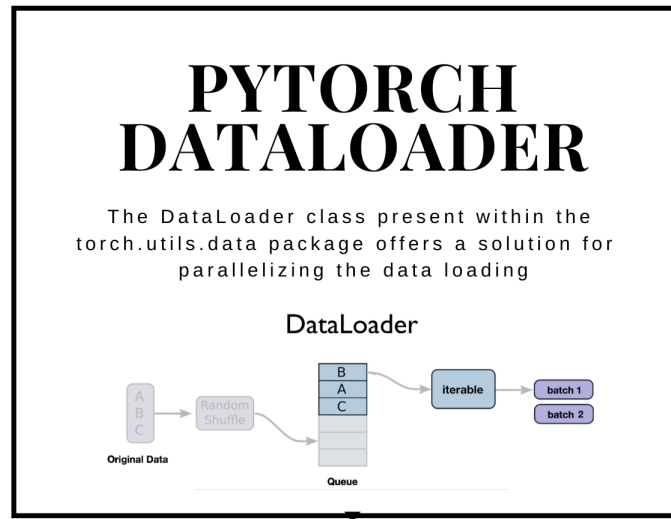 PYTORCH
DATALOADER
The DataLoader class present within the
torch.utils.data package offers a solution for
parallelizing the data loading
DataLoader
A
B
C
Original Data
Random
Shuffle
B
A
C
Queue
iterable
batch 1
batch 2